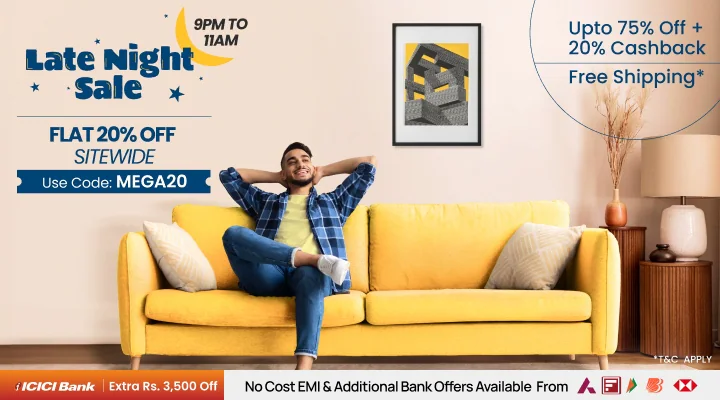 9PM TO
11AM
Late Night
Sale
FLAT 20% OFF
SITEWIDE
Use Code: MEGA20
Upto 75% Off +
20% Cashback
Free Shipping*
*T&C APPLY
ICICI Bank | Extra Rs. 3,500 Off
No Cost EMI & Additional Bank Offers Available From